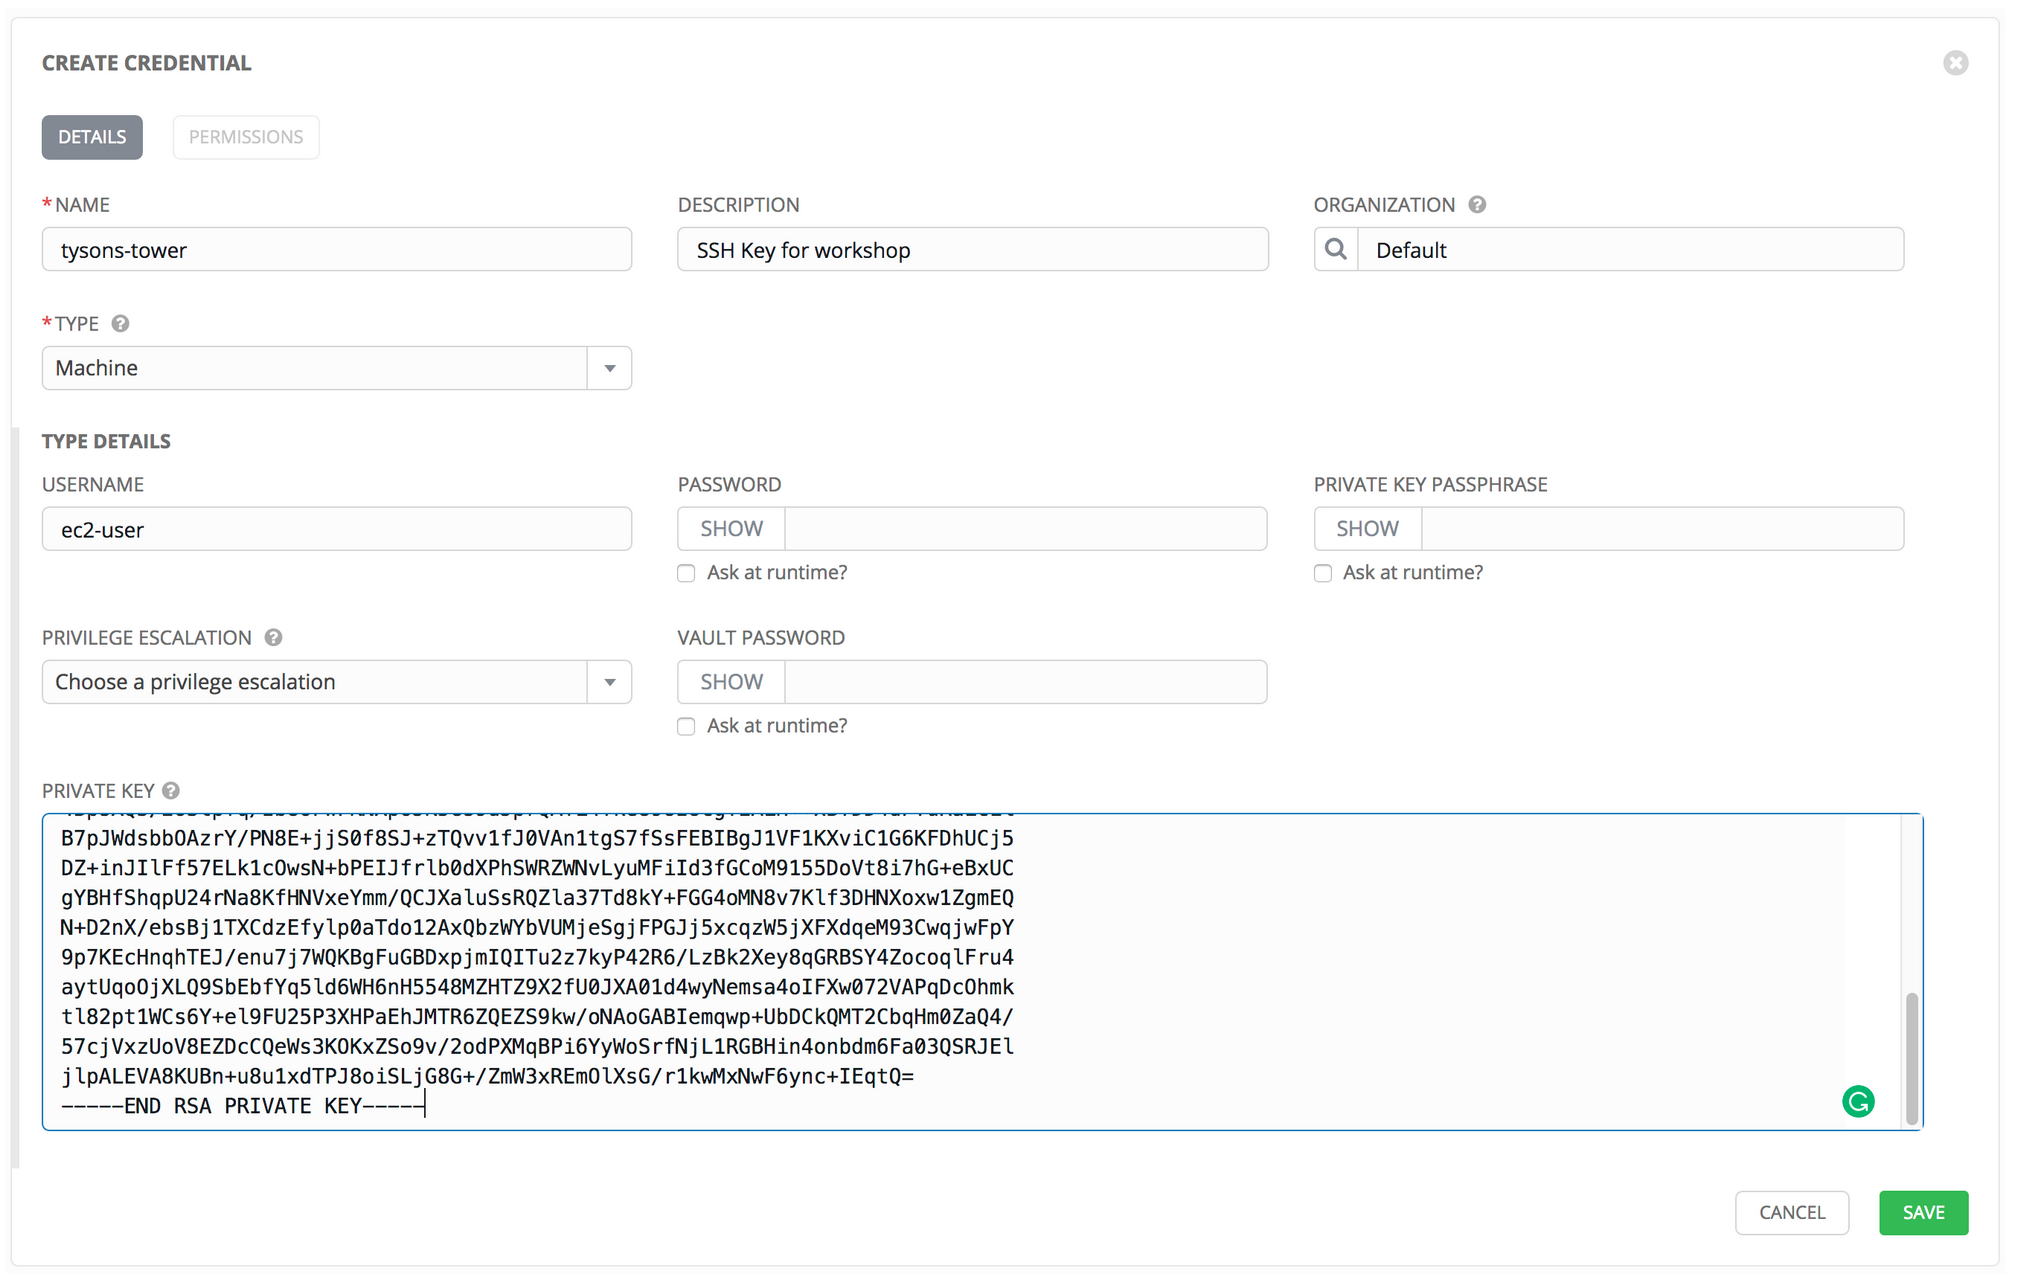 CREATE CREDENTIAL
DETAILS
PERMISSIONS
* NAME
DESCRIPTION
ORGANIZATION ?
tysons-tower
SSH Key for workshop
Default
* TYPE ?
Machine
TYPE DETAILS
USERNAME
PASSWORD
PRIVATE KEY PASSPHRASE
ec2-user
SHOW
SHOW
Ask at runtime?
Ask at runtime?
PRIVILEGE ESCALATION ?
VAULT PASSWORD
Choose a privilege escalation
SHOW
Ask at runtime?
PRIVATE KEY ?
B7pJWdsbbOAzrY/PN8E+jjS0f8SJ+zTQvv1fJ0VAn1tgS7fSsFEBIBgJ1VF1KXviC1G6KFDhUCj5
DZ+inJIlFf57ELk1cOwsN+bPEIJfrlb0dXPhSWRZWNvLyuMFiId3fGCoM9155DoVt8i7hG+eBxUC
gYBHfShqpU24rNa8KfHNVxeYmm/QCJXaluSsRQZla37Td8kY+FGG4oMN8v7Klf3DHNXoxw1ZgmEQ
N+D2nX/ebsBj1TXCdzEfylp0aTdo12AxQbzWYbVUMjeSgjFPGJj5xcqzW5jXFXdqeM93CwqjwFpY
9p7KEcHnqhTEJ/enu7j7WQKBgFuGBDxpjmIQITu2z7kyP42R6/LzBk2Xey8qGRBSY4ZocoqlFru4
aytUqoOjXLQ9SbEbfYq5ld6WH6nH5548MZHTZ9X2fU0JXA01d4wyNemsa4oIFXw072VAPqDcOhmk
tl82pt1WCs6Y+el9FU25P3XHPaEhJMTR6ZQEZS9kw/oNAoGABIemqwp+UbDCkQMT2CbqHm0ZaQ4/
57cjVxzUoV8EZDcCQeWs3KOKxZSo9v/2odPXMqBPi6YyWoSrfNjL1RGBHin4onbdm6Fa03QSRJEl
jlpALEVA8KUBn+u8u1xdTPJ8oiSLjG8G+/ZmW3xREmOlXsG/r1kwMxNwF6ync+IEqtQ=
-----END RSA PRIVATE KEY-----
CANCEL
SAVE